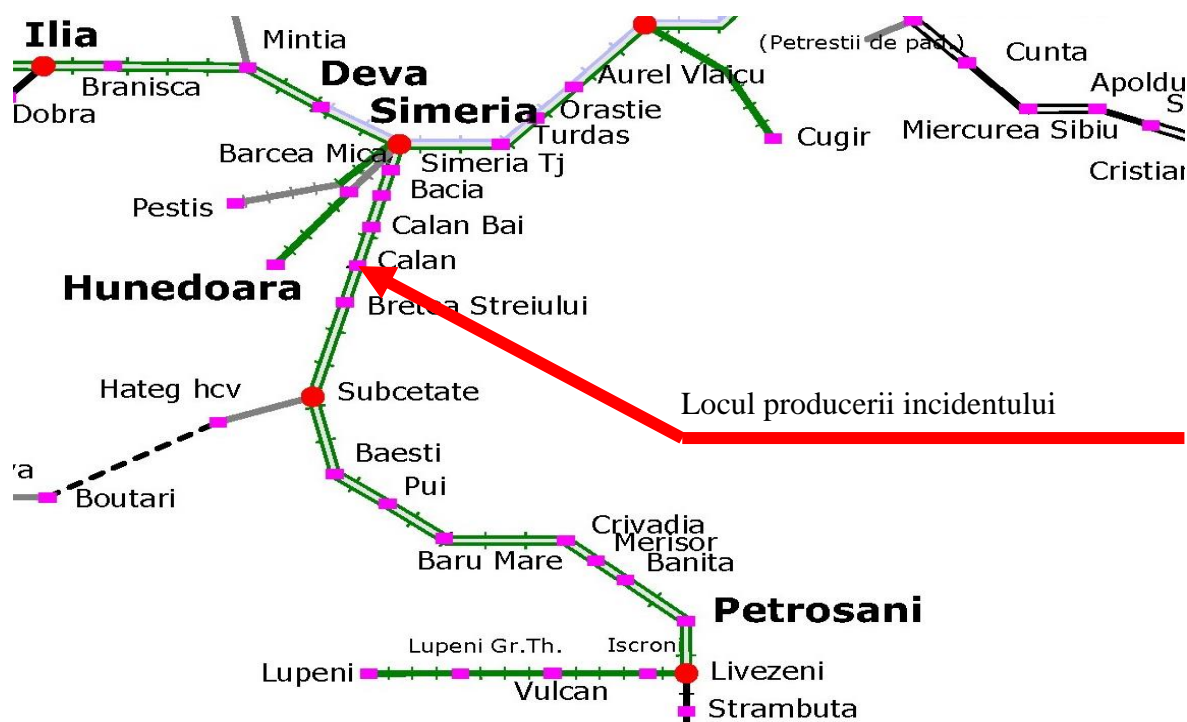 Ilia
Mintia
(Petrestii de pad.)
Cunta
Branisca
Deva
Aurel Vlaicu
Apoldu
Dobra
Simeria
Orastie
S
Turdas
Cugir
Miercurea Sibiu
Barcea Mica
Simeria Tj
Cristian
Pestis
Bacia
Calan Bai
Calan
Hunedoara
Bretea Streiului
Hateg hcv
Subcetate
Locul producerii incidentului
Baesti
va
Boutari
Pui
Crivadia
Merisor
Baru Mare
Banita
Petrosani
Lupeni Gr.Th.
Iscroni
Lupeni
Livezeni
Vulcan
Strambuta